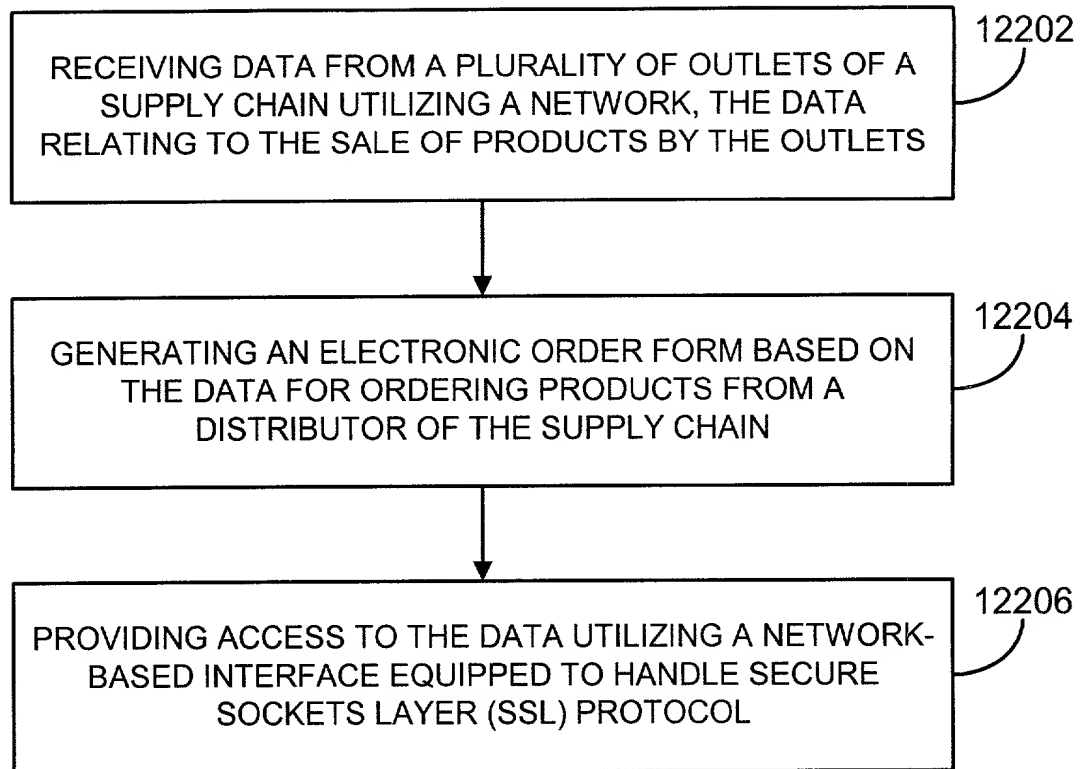 12202
RECEIVING DATA FROM A PLURALITY OF OUTLETS OF A
SUPPLY CHAIN UTILIZING A NETWORK, THE DATA
RELATING TO THE SALE OF PRODUCTS BY THE OUTLETS
12204
GENERATING AN ELECTRONIC ORDER FORM BASED ON
THE DATA FOR ORDERING PRODUCTS FROM A
DISTRIBUTOR OF THE SUPPLY CHAIN
12206
PROVIDING ACCESS TO THE DATA UTILIZING A NETWORK-
BASED INTERFACE EQUIPPED TO HANDLE SECURE
SOCKETS LAYER (SSL) PROTOCOL